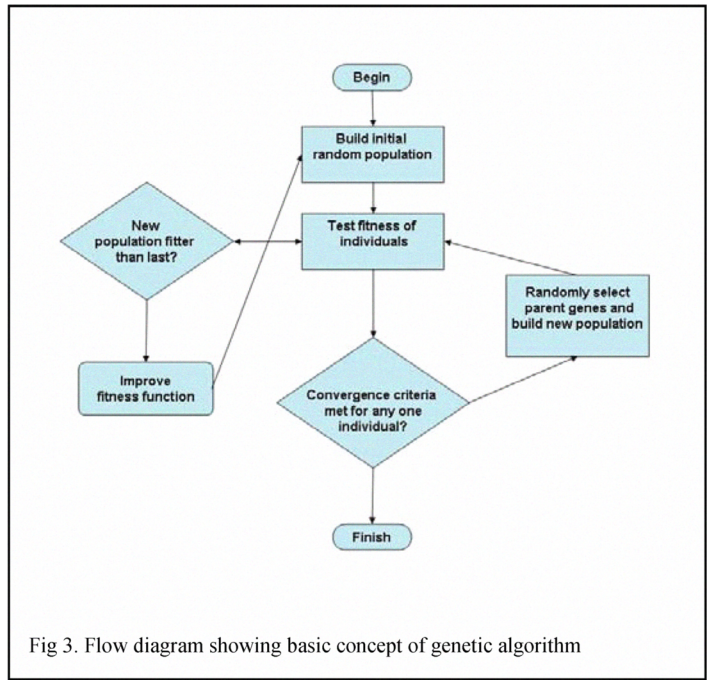 Begin
Build initial
random population
New
population fitter
than last?
Test fitness of
individuals
Randomly select
parent genes and
build new population
Improve
fitness function
Convergence criteria
met for any one
individual?
Finish
Fig 3. Flow diagram showing basic concept of genetic algorithm